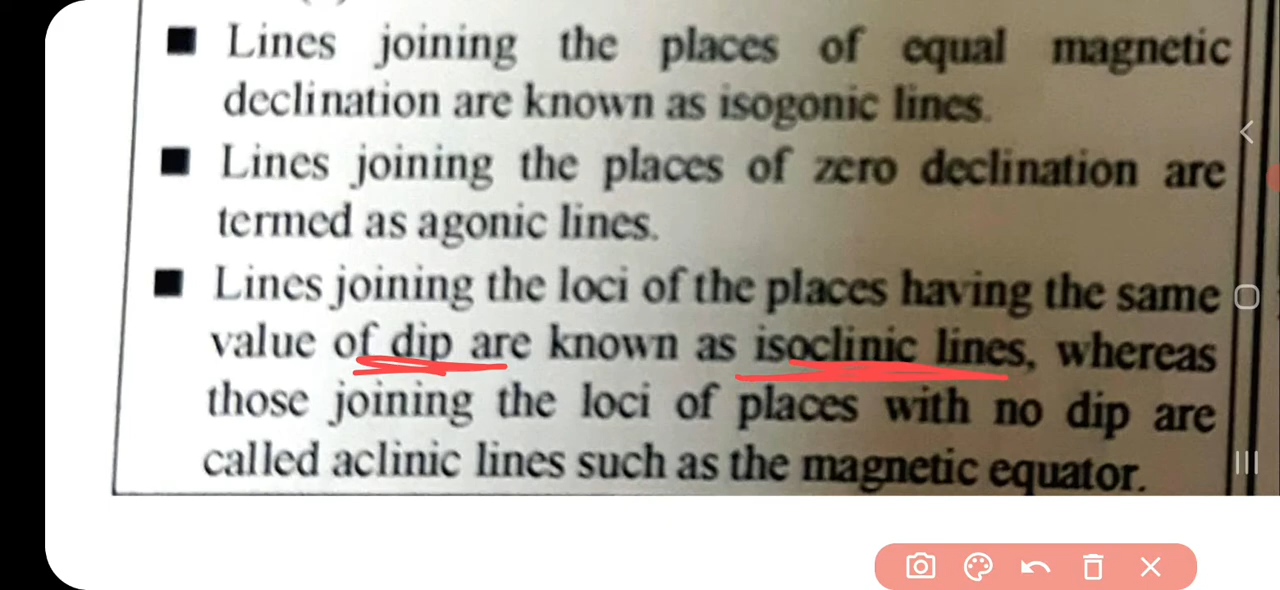 ■ Lines joining the places of equal magnetic
declination are known as isogonic lines.
■ Lines joining the places of zero declination are
termed as agonic lines.
■ Lines joining the loci of the places having the same
value of dip are known as isoclinic lines, whereas
those joining the loci of places with no dip are
called aclinic lines such as the magnetic equator.